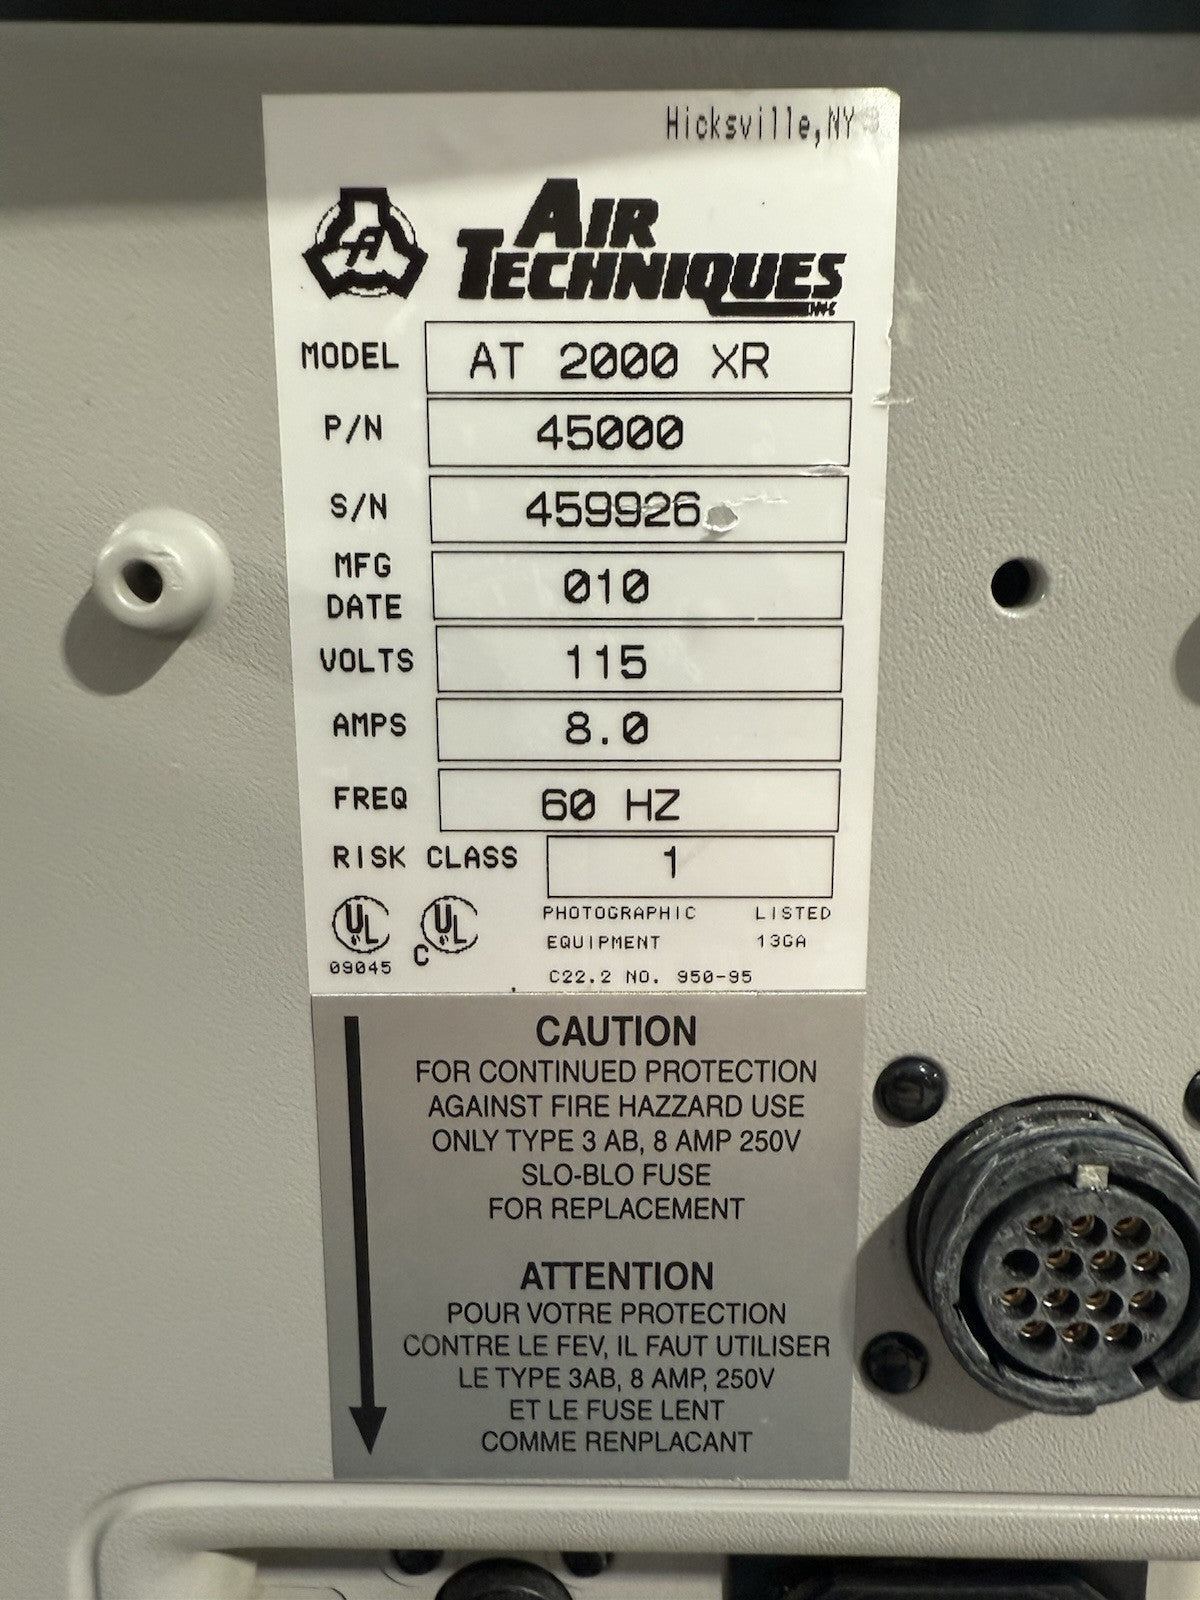 Hicksville,NY
A
AIR
TECHNIQUES
INC
MODEL AT 2000 XR
P/N 45000
S/N 459926
MFG
DATE 010
VOLTS 115
AMPS 8.0
FREQ 60 HZ
RISK CLASS 1
UL UL PHOTOGRAPHIC LISTED
C EQUIPMENT 13GA
09045 C22.2 NO. 950-95
CAUTION
FOR CONTINUED PROTECTION
AGAINST FIRE HAZZARD USE
ONLY TYPE 3 AB, 8 AMP 250V
SLO-BLO FUSE
FOR REPLACEMENT
ATTENTION
POUR VOTRE PROTECTION
CONTRE LE FEV, IL FAUT UTILISER
LE TYPE 3AB, 8 AMP, 250V
ET LE FUSE LENT
COMME RENPLACANT